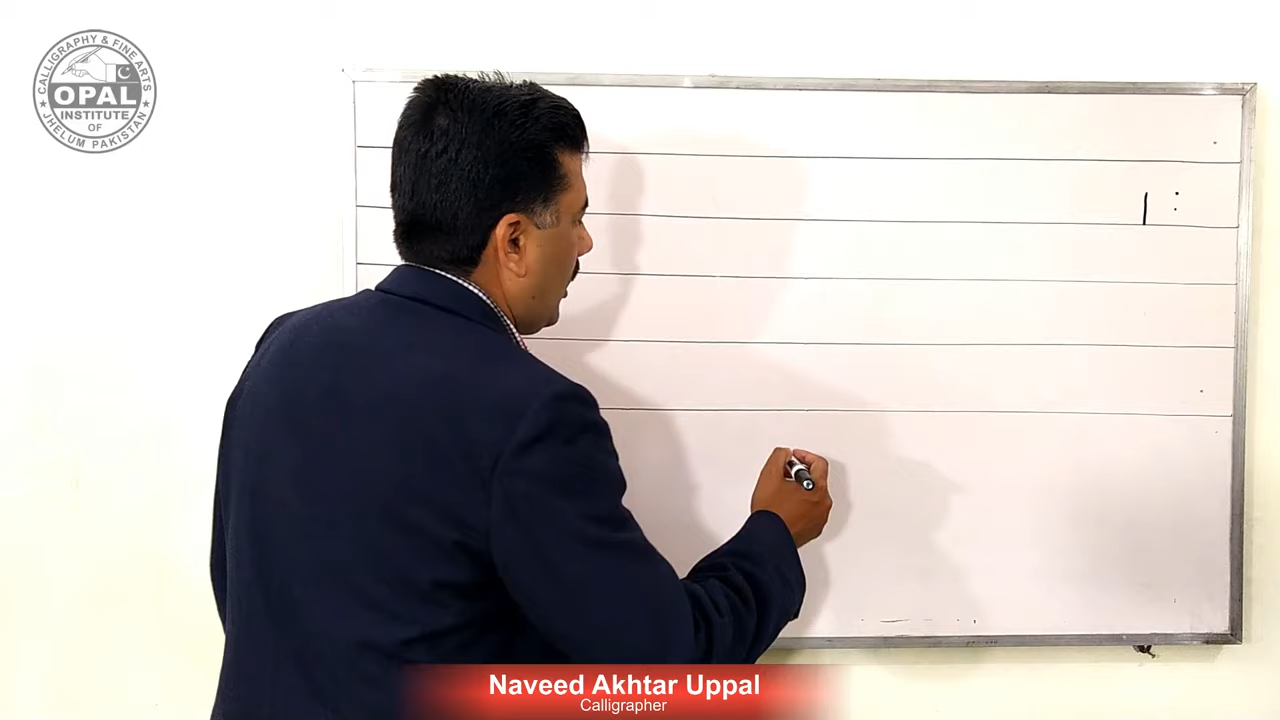 CALLIGRAPHY & FINE ARTS
OPAL
INSTITUTE
OF
JHELUM PAKISTAN
ا
Naveed Akhtar Uppal
Calligrapher